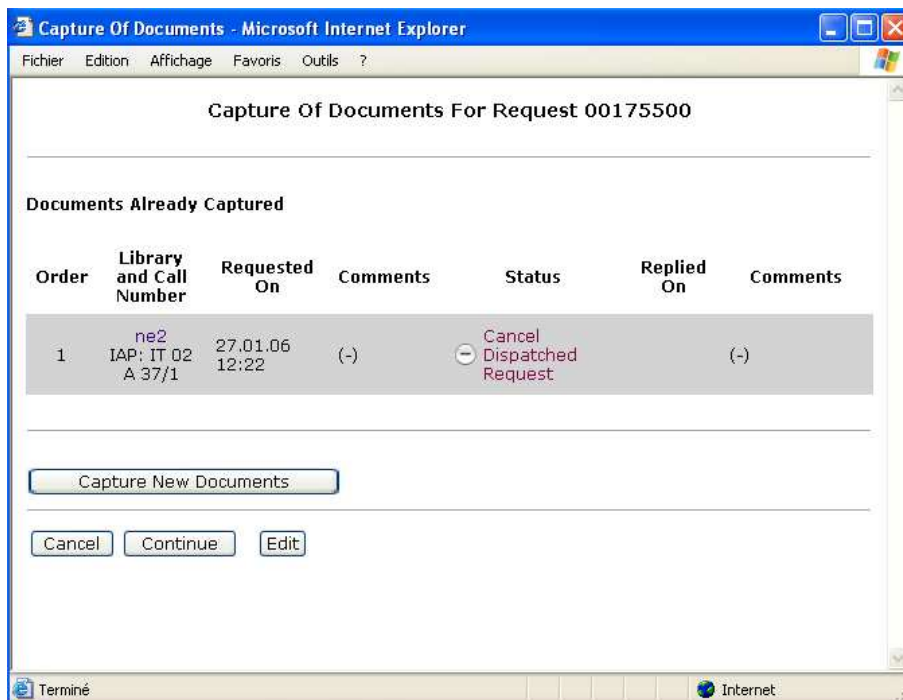 Capture Of Documents - Microsoft Internet Explorer
Fichier Edition Affichage Favoris Outils ?
Capture Of Documents For Request 00175500
Documents Already Captured
Order Library and Call Number Requested On Comments Status Replied On Comments
1 ne2 IAP: IT 02 A 37/1 27.01.06 12:22 (-) Cancel Dispatched Request (-)
Capture New Documents
Cancel Continue Edit
Terminé Internet